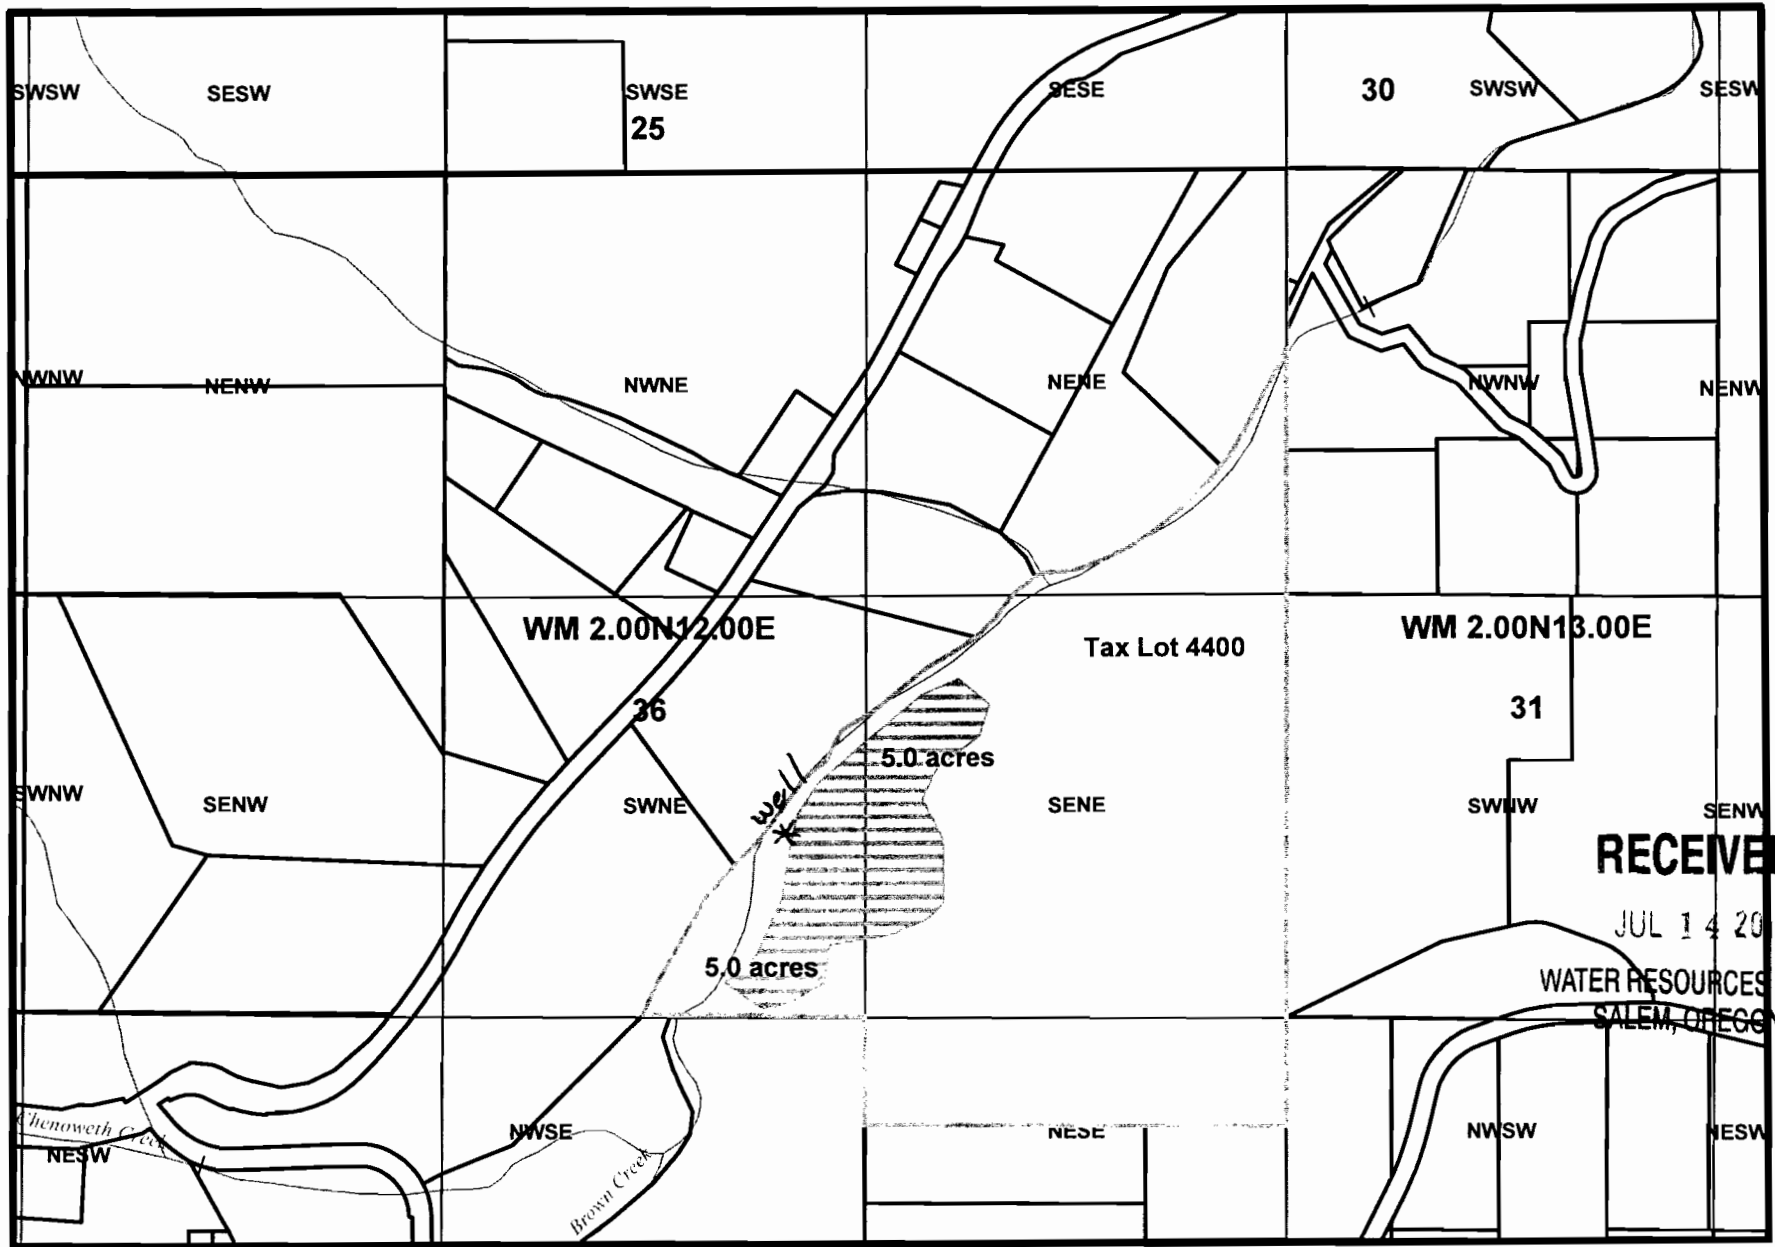 SWSW
SESW
SWSE
SESE
30
SWSW
SESW
25
NWNW
NENW
NWNE
NENE
NWNW
NENW
WM 2.00N12.00E
Tax Lot 4400
WM 2.00N13.00E
36
31
5.0 acres
well
SWNW
SENW
SWNE
SENE
SWNW
SENW
RECEIVE
JUL 14 20
5.0 acres
WATER RESOURCES
SALEM, OREGO
Chenoweth Creek
NESW
NWSE
NESE
NWSW
NESW
Brown Creek